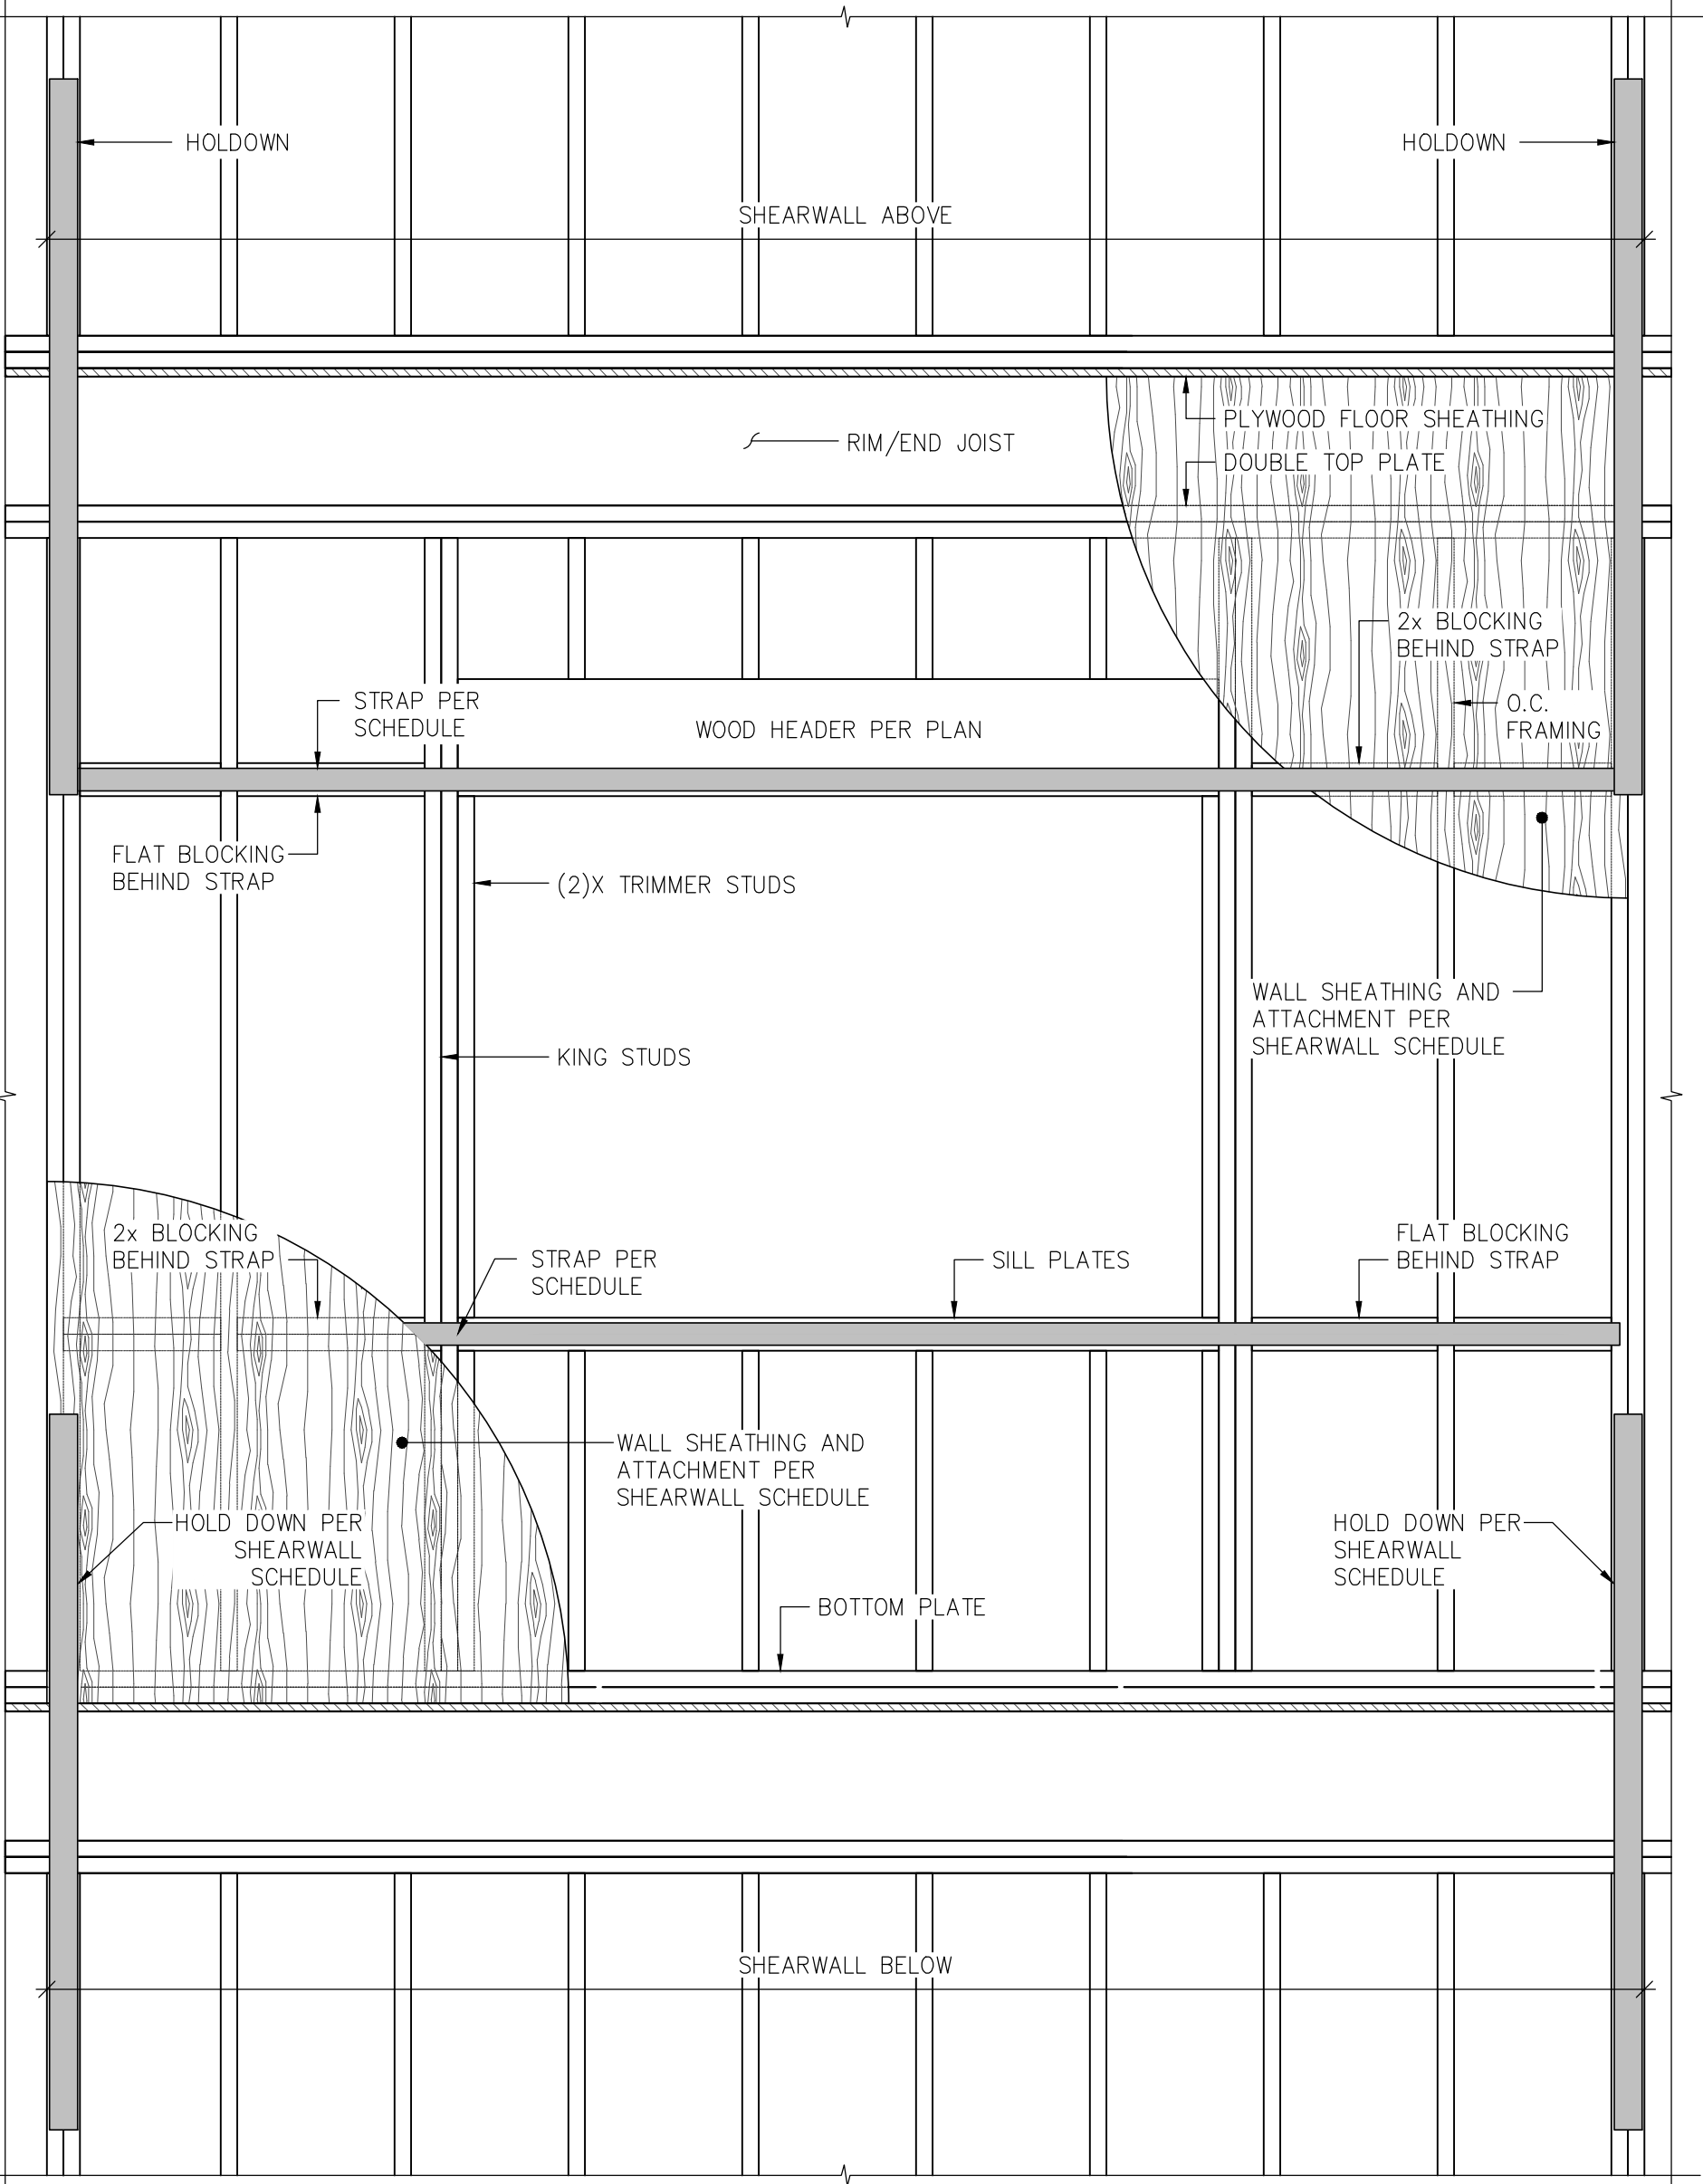 HOLDOWN
HOLDOWN
SHEARWALL ABOVE
PLYWOOD FLOOR SHEATHING
RIM/END JOIST
DOUBLE TOP PLATE
2x BLOCKING
BEHIND STRAP
STRAP PER
SCHEDULE
WOOD HEADER PER PLAN
O.C.
FRAMING
FLAT BLOCKING
BEHIND STRAP
(2)X TRIMMER STUDS
WALL SHEATHING AND
ATTACHMENT PER
SHEARWALL SCHEDULE
KING STUDS
2x BLOCKING
BEHIND STRAP
STRAP PER
SCHEDULE
SILL PLATES
FLAT BLOCKING
BEHIND STRAP
WALL SHEATHING AND
ATTACHMENT PER
SHEARWALL SCHEDULE
HOLD DOWN PER
SHEARWALL
SCHEDULE
HOLD DOWN PER
SHEARWALL
SCHEDULE
BOTTOM PLATE
SHEARWALL BELOW